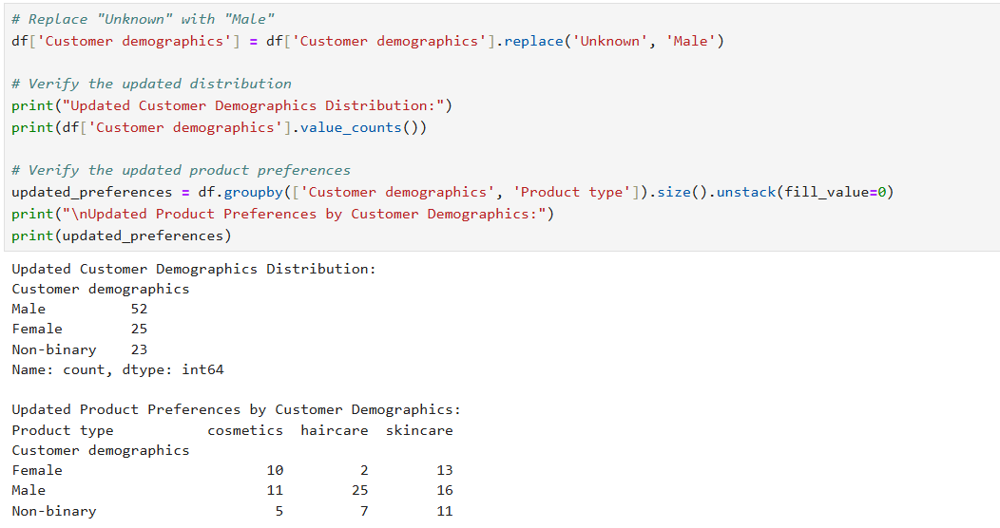 # Replace "Unknown" with "Male"
df['Customer demographics'] = df['Customer demographics'].replace('Unknown', 'Male')
# Verify the updated distribution
print("Updated Customer Demographics Distribution:")
print(df['Customer demographics'].value_counts())
# Verify the updated product preferences
updated_preferences = df.groupby(['Customer demographics', 'Product type']).size().unstack(fill_value=0)
print("\nUpdated Product Preferences by Customer Demographics:")
print(updated_preferences)
Updated Customer Demographics Distribution:
Customer demographics
Male          52
Female        25
Non-binary    23
Name: count, dtype: int64
Updated Product Preferences by Customer Demographics:
Product type           cosmetics  haircare  skincare
Customer demographics
Female                        10         2        13
Male                          11        25        16
Non-binary                     5         7        11